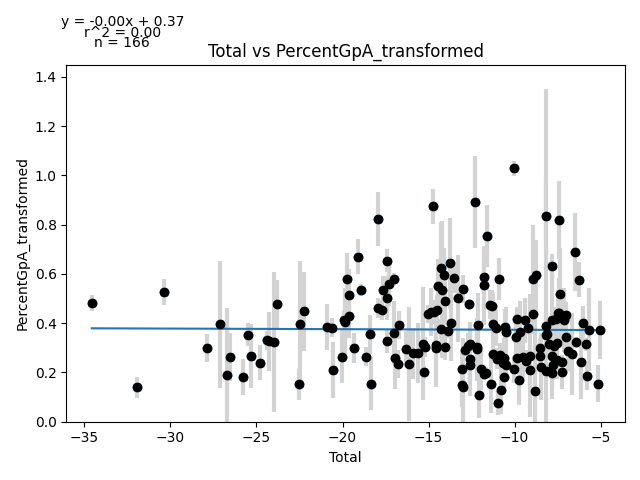 y = -0.00x + 0.37
r^2 = 0.00
n = 166
Total vs PercentGpA_transformed
1.4
1.2
1.0
0.8
0.6
0.4
0.2
0.0
PercentGpA_transformed
−35 −30 −25 −20 −15 −10 −5
Total